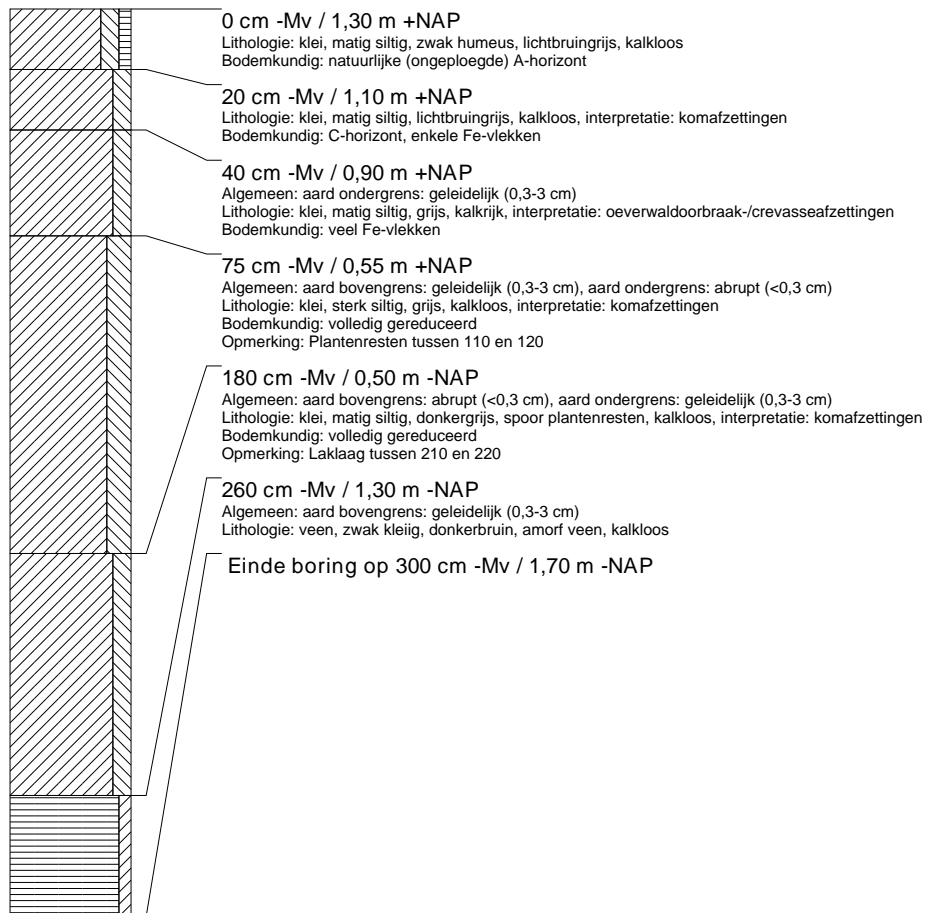 0 cm -Mv / 1,30 m +NAP
Lithologie: klei, matig siltig, zwak humeus, lichtbruingrijs, kalkloos
Bodemkundig: natuurlijke (ongeploegde) A-horizont
20 cm -Mv / 1,10 m +NAP
Lithologie: klei, matig siltig, lichtbruingrijs, kalkloos, interpretatie: komafzettingen
Bodemkundig: C-horizont, enkele Fe-vlekken
40 cm -Mv / 0,90 m +NAP
Algemeen: aard ondergrens: geleidelijk (0,3-3 cm)
Lithologie: klei, matig siltig, grijs, kalkrijk, interpretatie: oeverwaldoorbraak-/crevasseafzettingen
Bodemkundig: veel Fe-vlekken
75 cm -Mv / 0,55 m +NAP
Algemeen: aard bovengrens: geleidelijk (0,3-3 cm), aard ondergrens: abrupt (<0,3 cm)
Lithologie: klei, sterk siltig, grijs, kalkloos, interpretatie: komafzettingen
Bodemkundig: volledig gereduceerd
Opmerking: Plantenresten tussen 110 en 120
180 cm -Mv / 0,50 m -NAP
Algemeen: aard bovengrens: abrupt (<0,3 cm), aard ondergrens: geleidelijk (0,3-3 cm)
Lithologie: klei, matig siltig, donkergrijs, spoor plantenresten, kalkloos, interpretatie: komafzettingen
Bodemkundig: volledig gereduceerd
Opmerking: Laklaag tussen 210 en 220
260 cm -Mv / 1,30 m -NAP
Algemeen: aard bovengrens: geleidelijk (0,3-3 cm)
Lithologie: veen, zwak kleiig, donkerbruin, amorf veen, kalkloos
Einde boring op 300 cm -Mv / 1,70 m -NAP